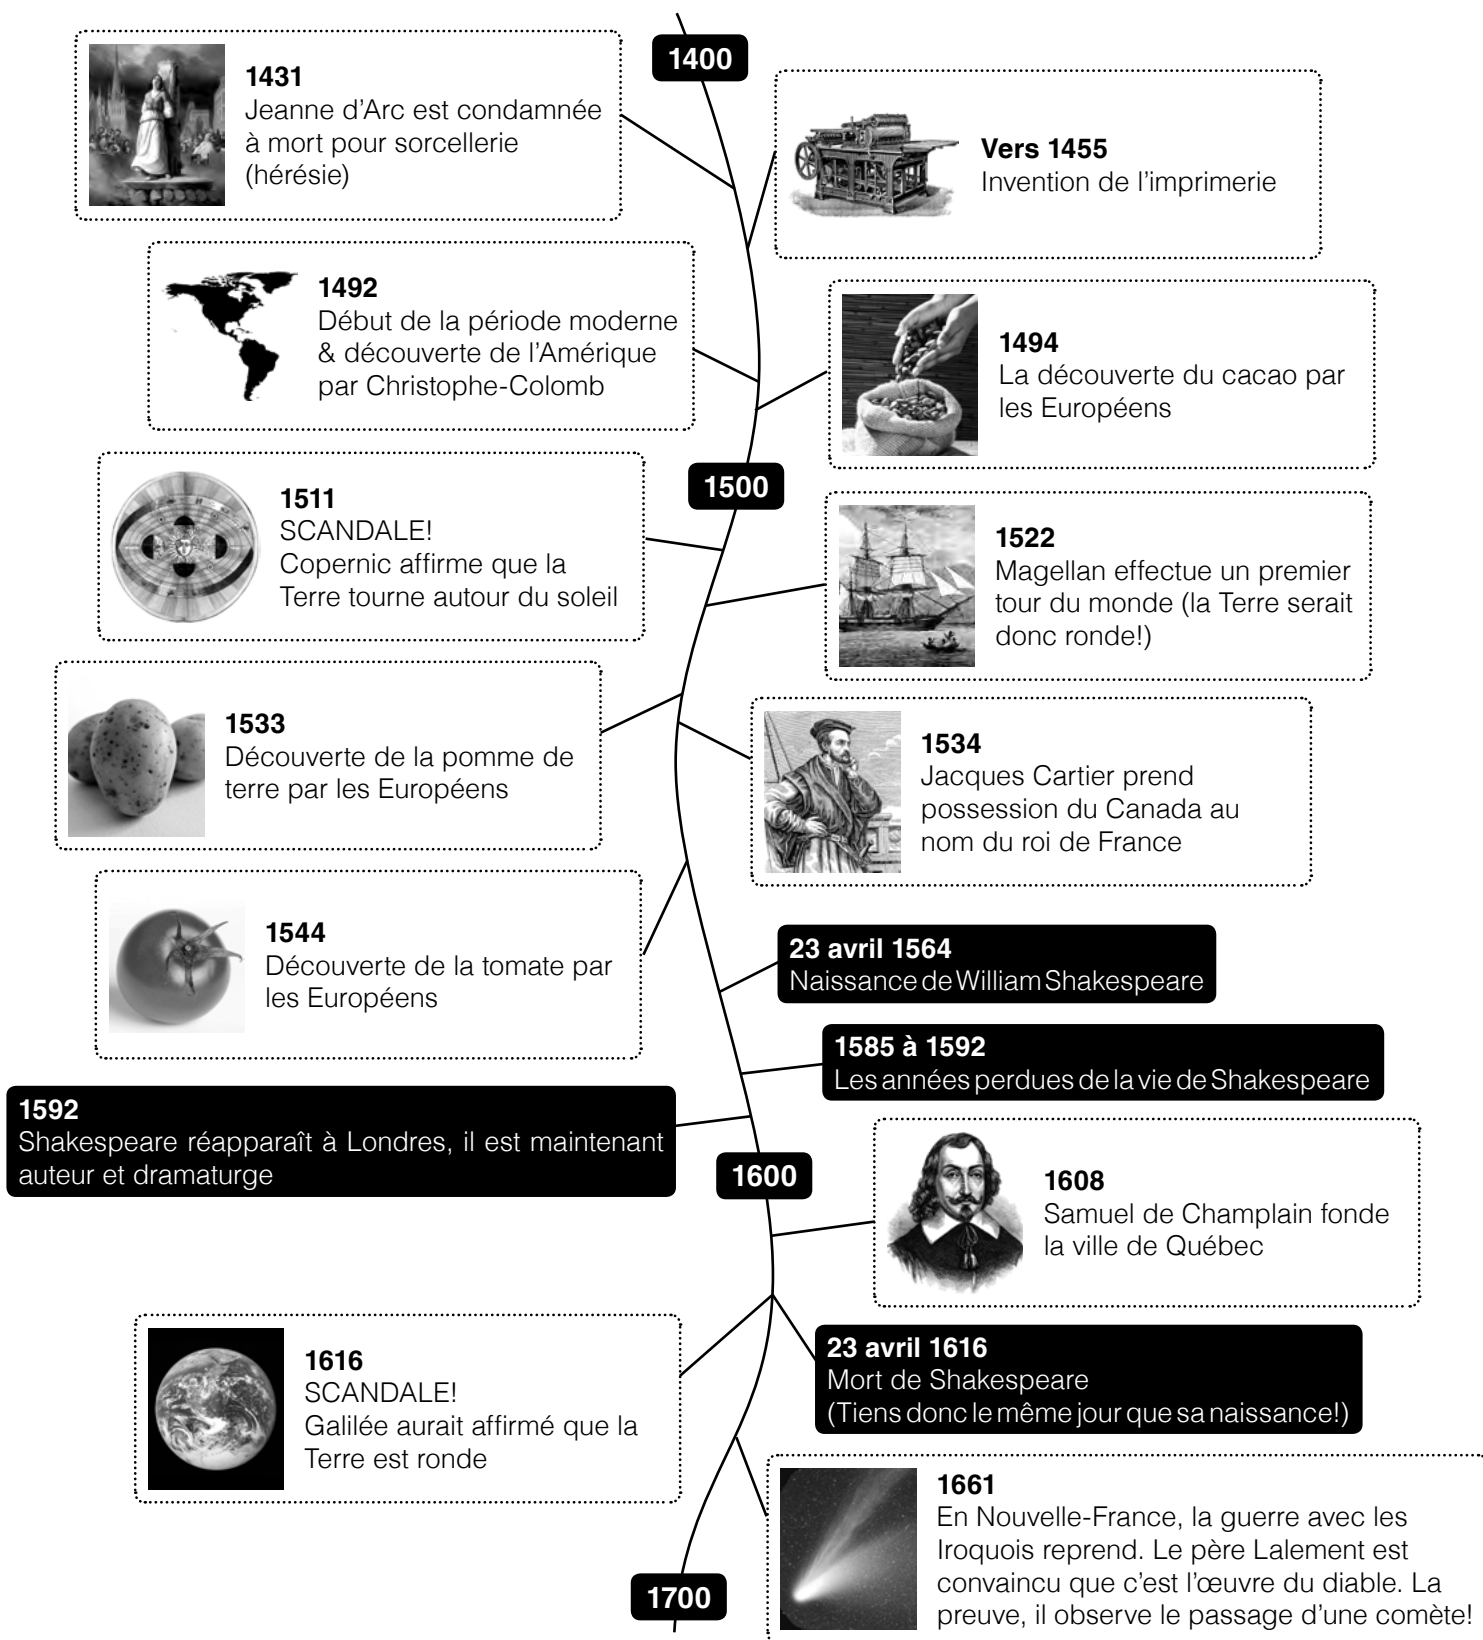 1400
1431
Jeanne d’Arc est condamnée
à mort pour sorcellerie
(hérésie)
Vers 1455
Invention de l’imprimerie
1492
Début de la période moderne
& découverte de l’Amérique
par Christophe-Colomb
1494
La découverte du cacao par
les Européens
1500
1511
SCANDALE!
Copernic affirme que la
Terre tourne autour du soleil
1522
Magellan effectue un premier
tour du monde (la Terre serait
donc ronde!)
1533
Découverte de la pomme de
terre par les Européens
1534
Jacques Cartier prend
possession du Canada au
nom du roi de France
1544
Découverte de la tomate par
les Européens
23 avril 1564
Naissance de William Shakespeare
1585 à 1592
Les années perdues de la vie de Shakespeare
1592
Shakespeare réapparaît à Londres, il est maintenant
auteur et dramaturge
1600
1608
Samuel de Champlain fonde
la ville de Québec
1616
SCANDALE!
Galilée aurait affirmé que la
Terre est ronde
23 avril 1616
Mort de Shakespeare
(Tiens donc le même jour que sa naissance!)
1661
En Nouvelle-France, la guerre avec les
Iroquois reprend. Le père Lalement est
convaincu que c’est l’œuvre du diable. La
preuve, il observe le passage d’une comète!
1700